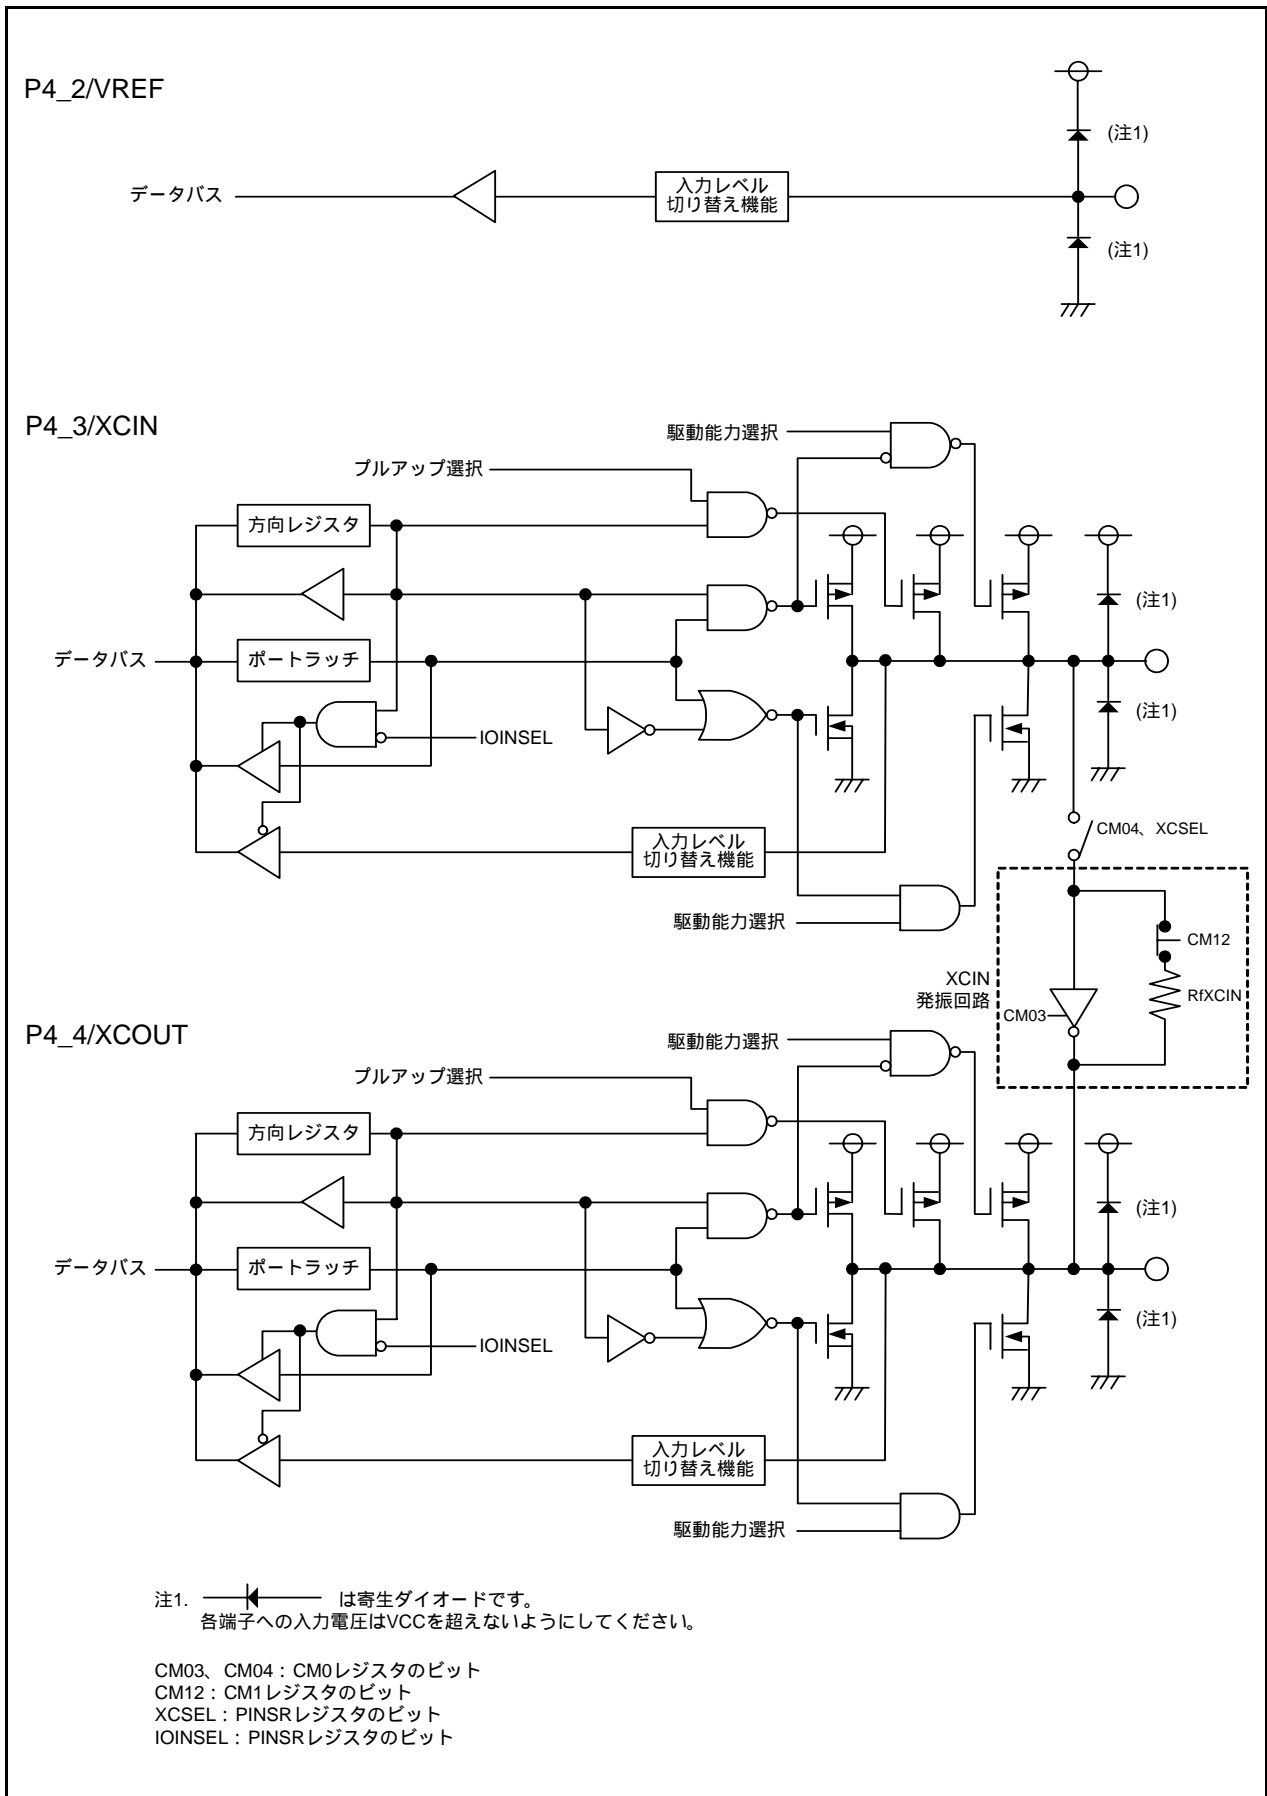 P4_2/VREF
(注1)
データバス
入力レベル
切り替え機能
(注1)
P4_3/XCIN
駆動能力選択
プルアップ選択
方向レジスタ
(注1)
データバス
ポートラッチ
(注1)
IOINSEL
CM04、XCSEL
入力レベル
切り替え機能
駆動能力選択
CM12
XCIN
発振回路
RfXCIN
CM03
P4_4/XCOUT
駆動能力選択
プルアップ選択
方向レジスタ
(注1)
データバス
ポートラッチ
(注1)
IOINSEL
入力レベル
切り替え機能
駆動能力選択
注1. は寄生ダイオードです。
各端子への入力電圧はVCCを超えないようにしてください。
CM03、CM04：CM0レジスタのビット
CM12：CM1レジスタのビット
XCSEL：PINSRレジスタのビット
IOINSEL：PINSRレジスタのビット